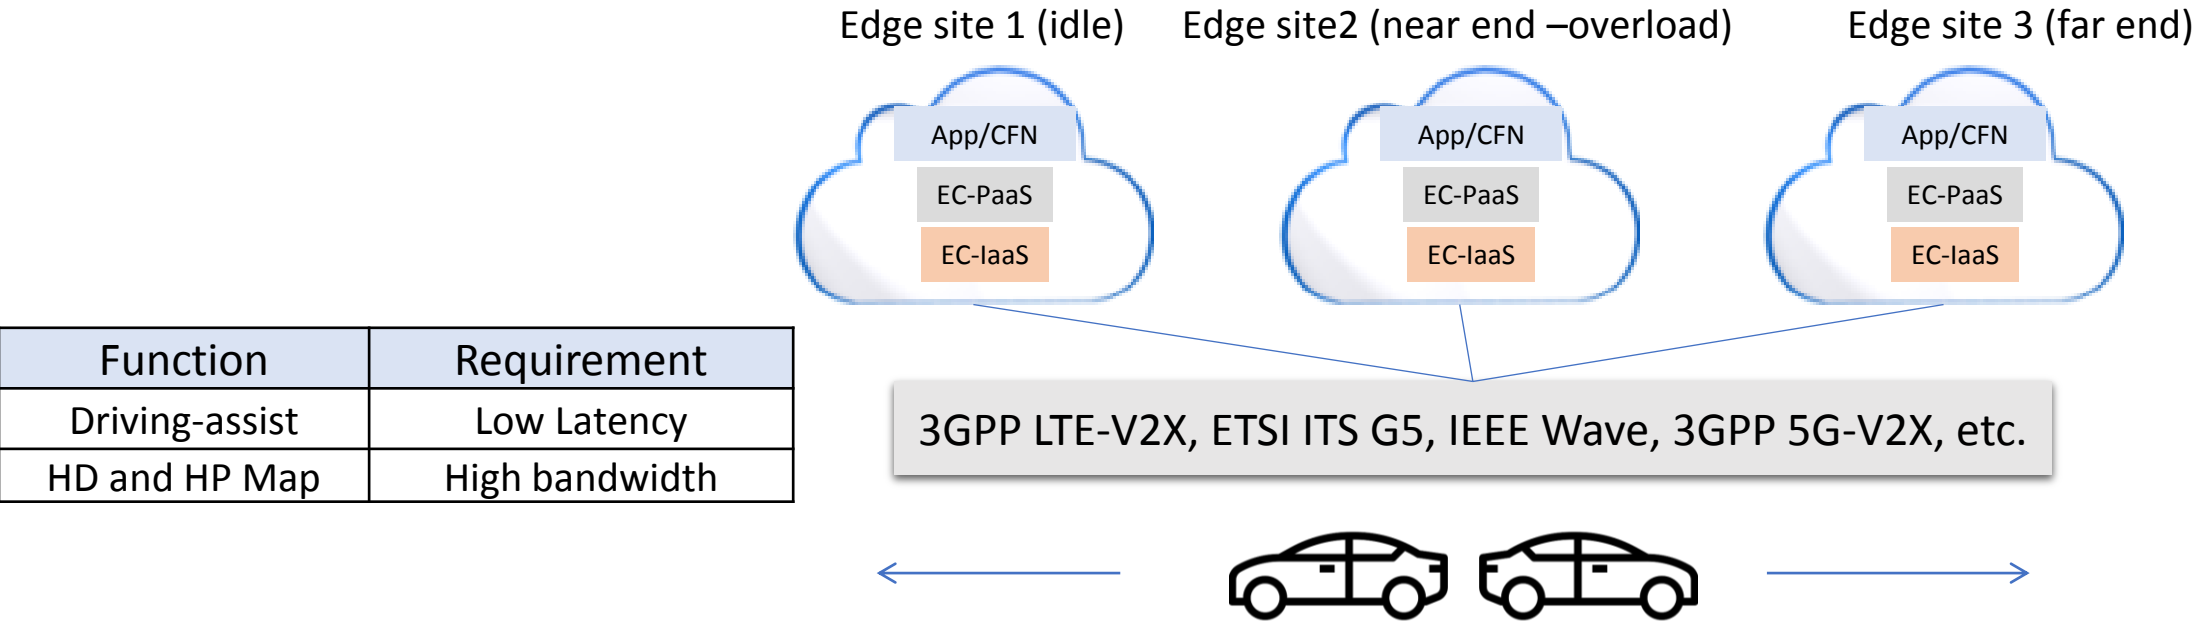 Edge site 1 (idle)
Edge site2 (near end –overload)
Edge site 3 (far end)
App/CFN
EC-PaaS
EC-IaaS
App/CFN
EC-PaaS
EC-IaaS
App/CFN
EC-PaaS
EC-IaaS
Function Requirement
Driving-assist Low Latency
HD and HP Map High bandwidth
3GPP LTE-V2X, ETSI ITS G5, IEEE Wave, 3GPP 5G-V2X, etc.